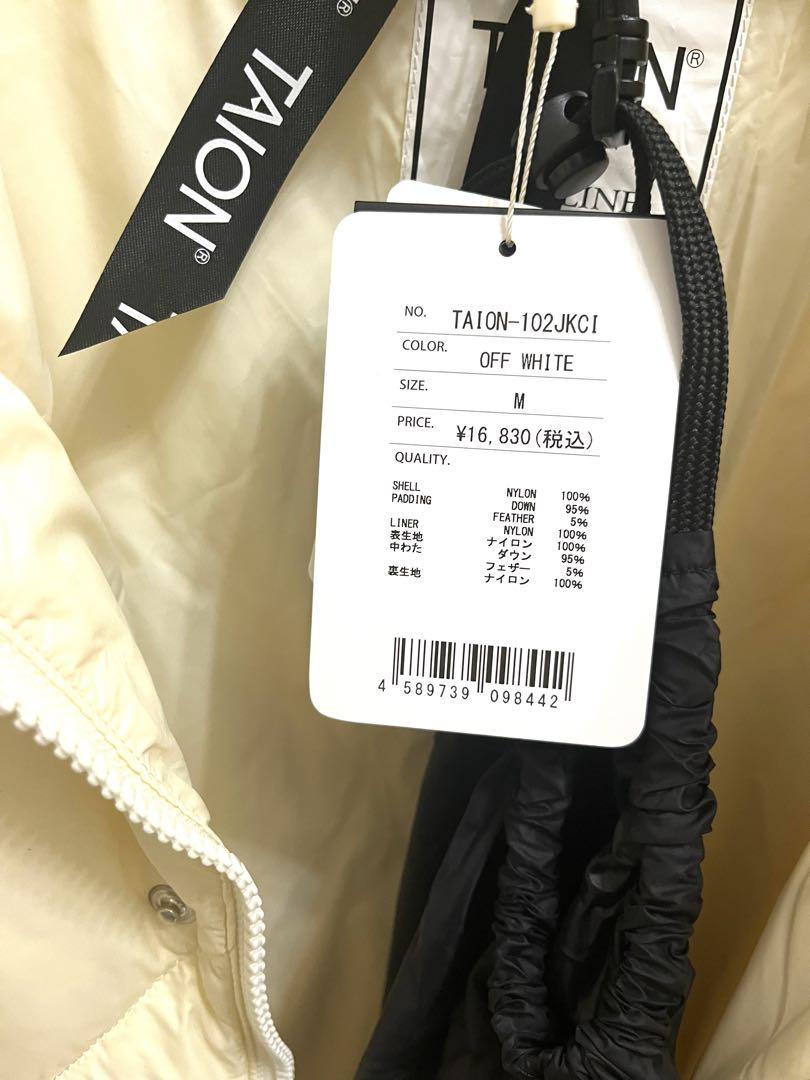 ®
TAION®
TAION®
LINE
NO. TAION-102JKCI
COLOR. OFF WHITE
SIZE. M
PRICE. ¥16,830(税込)
QUALITY.
SHELL NYLON 100%
PADDING DOWN 95%
FEATHER 5%
LINER NYLON 100%
表生地 ナイロン 100%
中わた ダウン 95%
フェザー 5%
裏生地 ナイロン 100%
4 589739 098442